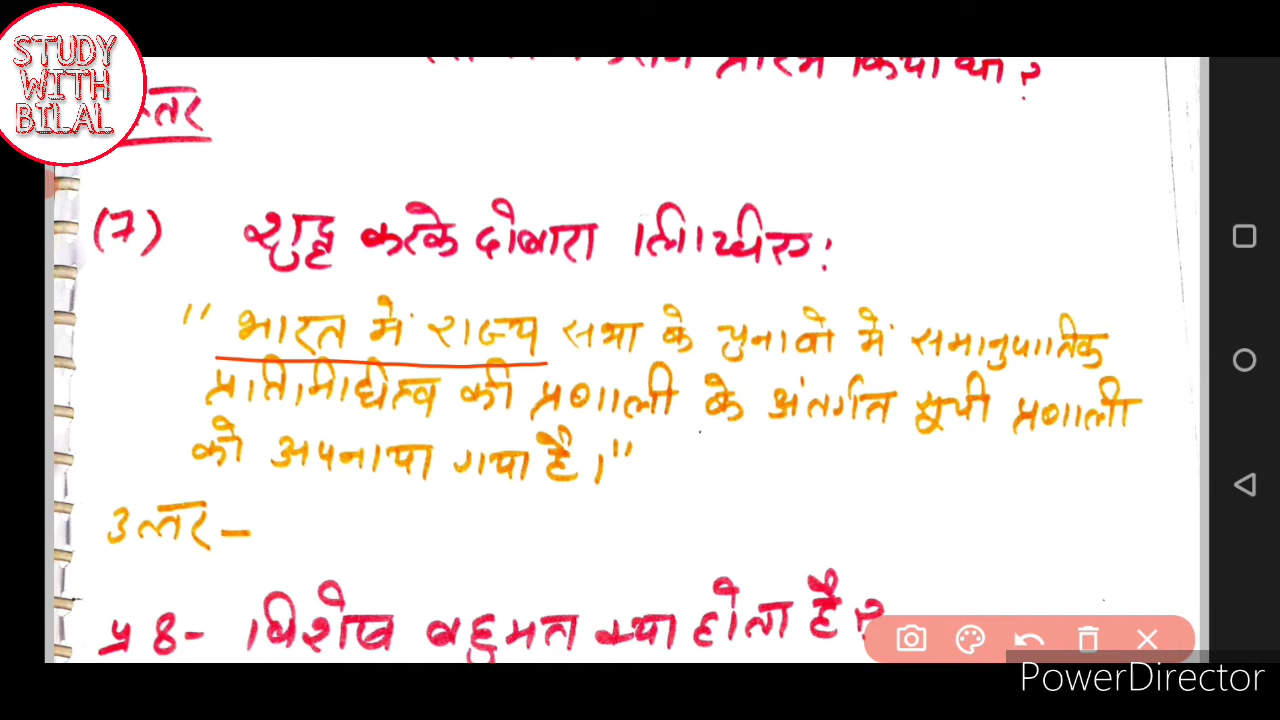 STUDY
WITH
BILAL
प्रारम्भ किया था ?
(7) शुद्ध करके दोबारा लिखिए:
"भारत में राज्य सभा के चुनावो में समानुपातिक
प्रतिनिधित्व की प्रणाली के अंतर्गत सूची प्रणाली
को अपनाया गया है।"
उत्तर -
प्र 8- विशेष बहुमत क्या होता है ?
PowerDirector